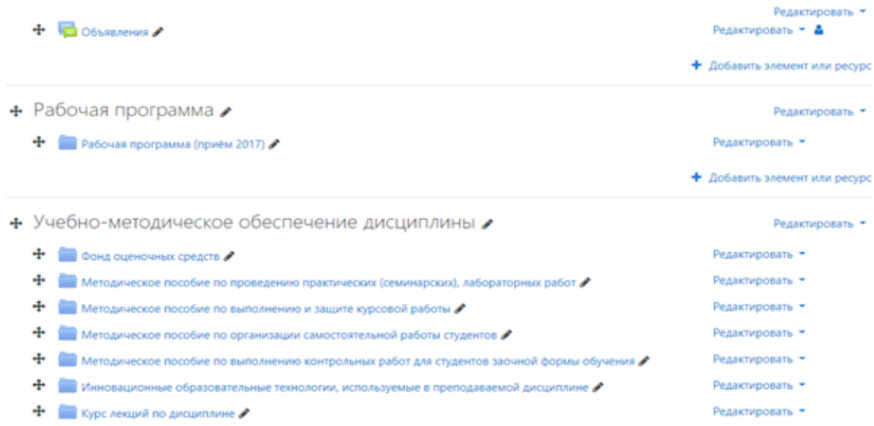 Редактировать
Объявления Редактировать
Добавить элемент или ресурс
Рабочая программа Редактировать
Рабочая программа (приём 2017) Редактировать
Добавить элемент или ресурс
Учебно-методическое обеспечение дисциплины Редактировать
Фонд оценочных средств Редактировать
Методическое пособие по проведению практических (семинарских), лабораторных работ Редактировать
Методическое пособие по выполнению и защите курсовой работы Редактировать
Методическое пособие по организации самостоятельной работы студентов Редактировать
Методическое пособие по выполнению контрольных работ для студентов заочной формы обучения Редактировать
Инновационные образовательные технологии, используемые в преподаваемой дисциплине Редактировать
Курс лекций по дисциплине Редактировать